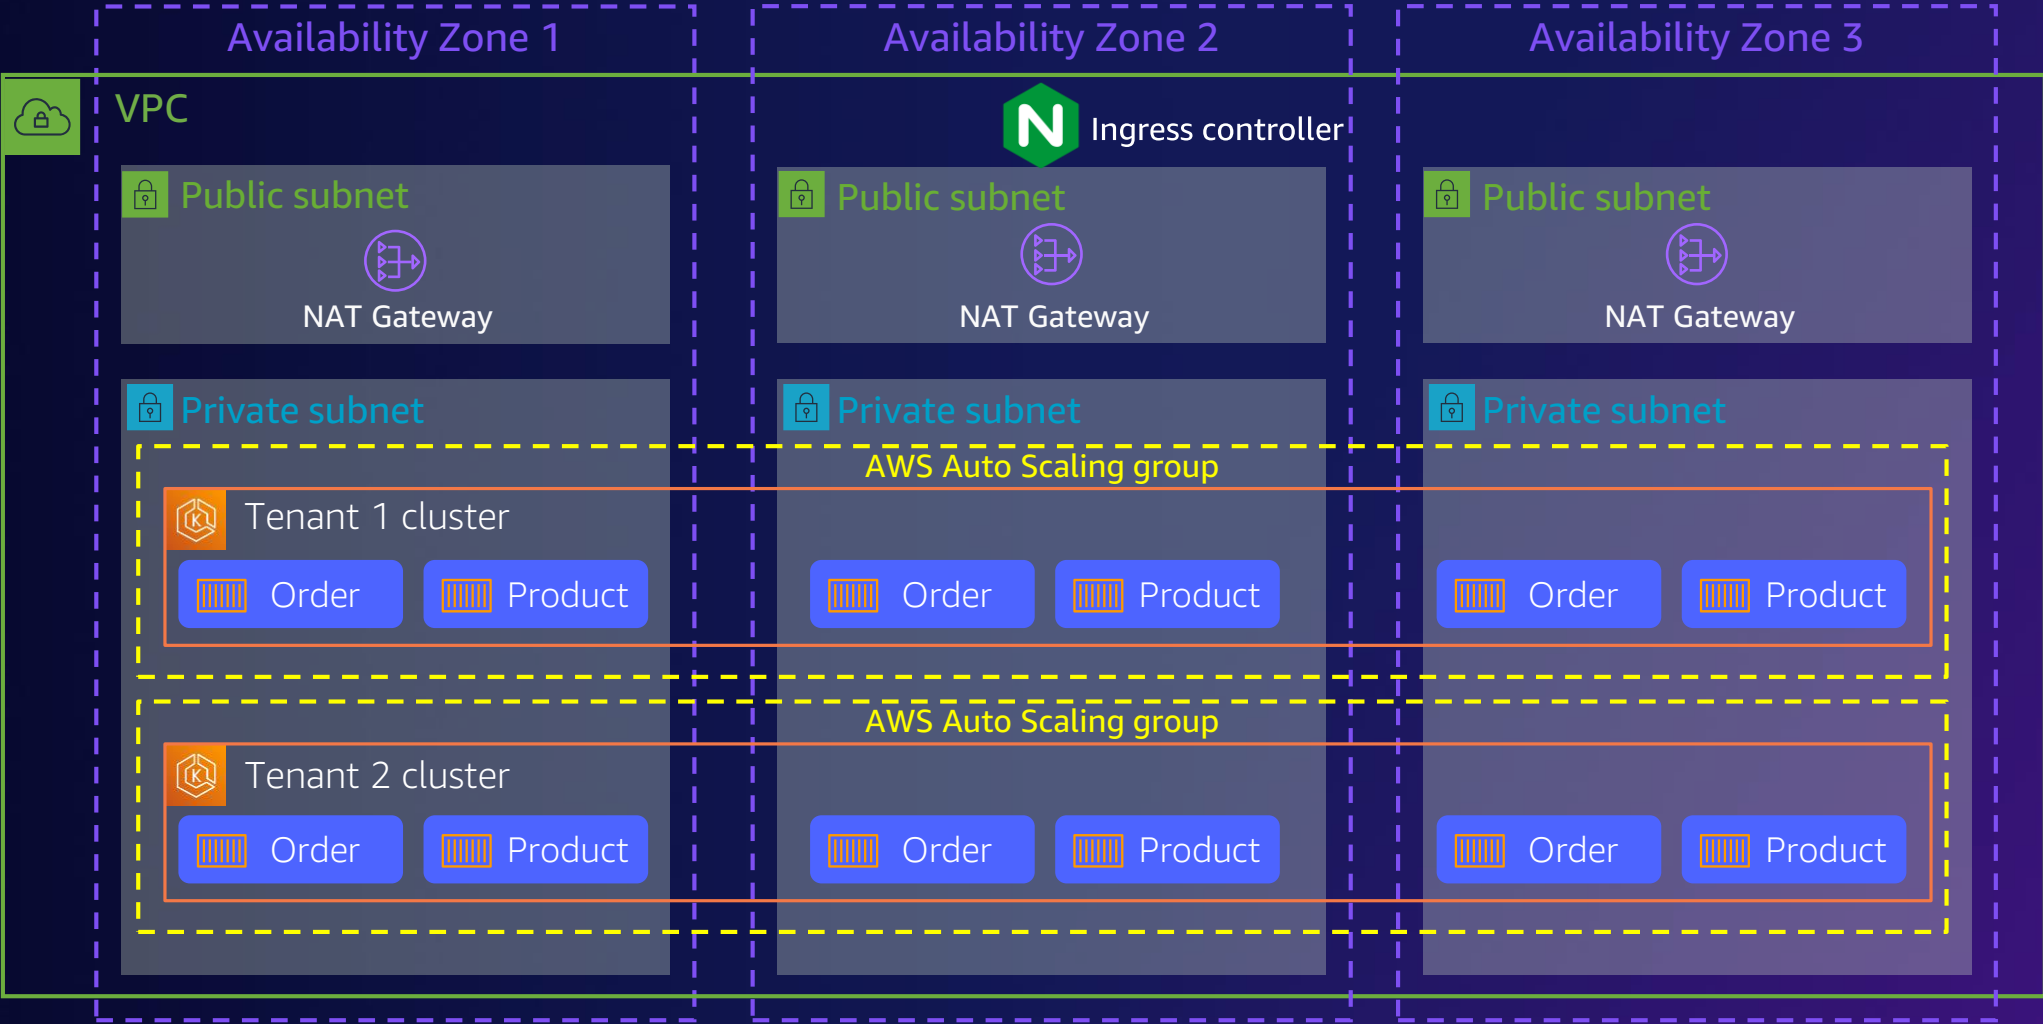 Availability Zone 1
Availability Zone 2
Availability Zone 3
VPC
N Ingress controller
Public subnet
NAT Gateway
Public subnet
NAT Gateway
Public subnet
NAT Gateway
Private subnet
Private subnet
Private subnet
AWS Auto Scaling group
K Tenant 1 cluster
Order
Product
Order
Product
Order
Product
AWS Auto Scaling group
K Tenant 2 cluster
Order
Product
Order
Product
Order
Product